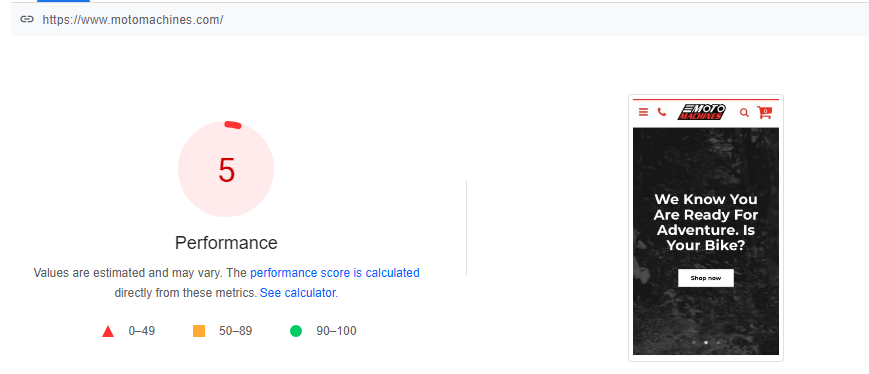 https://www.motomachines.com/
5
Performance
Values are estimated and may vary. The performance score is calculated
directly from these metrics. See calculator.
0–49
50–89
90–100
MOTO
MACHINES
0
We Know You
Are Ready For
Adventure. Is
Your Bike?
Shop now